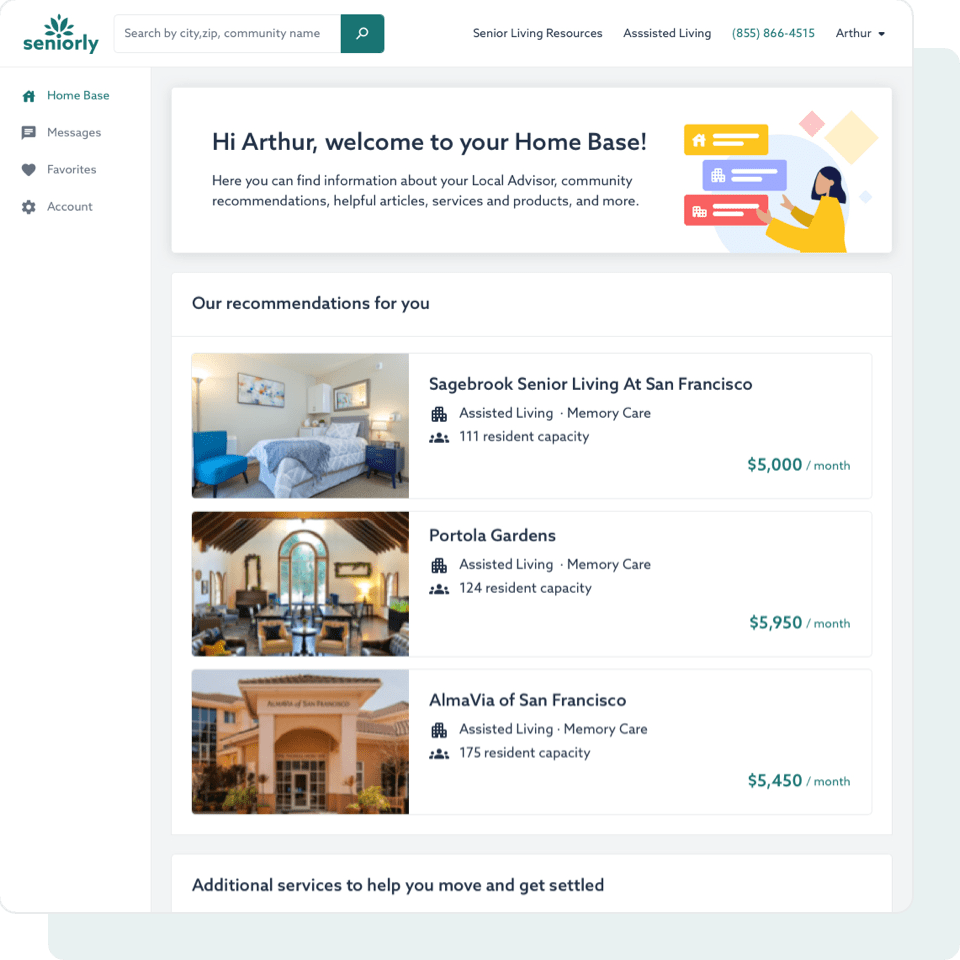 seniorly
Search by city,zip, community name
Senior Living Resources
Asssisted Living
(855) 866-4515
Arthur
Home Base
Messages
Favorites
Account
Hi Arthur, welcome to your Home Base!
Here you can find information about your Local Advisor, community
recommendations, helpful articles, services and products, and more.
Our recommendations for you
Sagebrook Senior Living At San Francisco
Assisted Living · Memory Care
111 resident capacity
$5,000 / month
Portola Gardens
Assisted Living · Memory Care
124 resident capacity
$5,950 / month
ALMAVIA of SAN FRANCISCO
AlmaVia of San Francisco
Assisted Living · Memory Care
175 resident capacity
$5,450 / month
Additional services to help you move and get settled